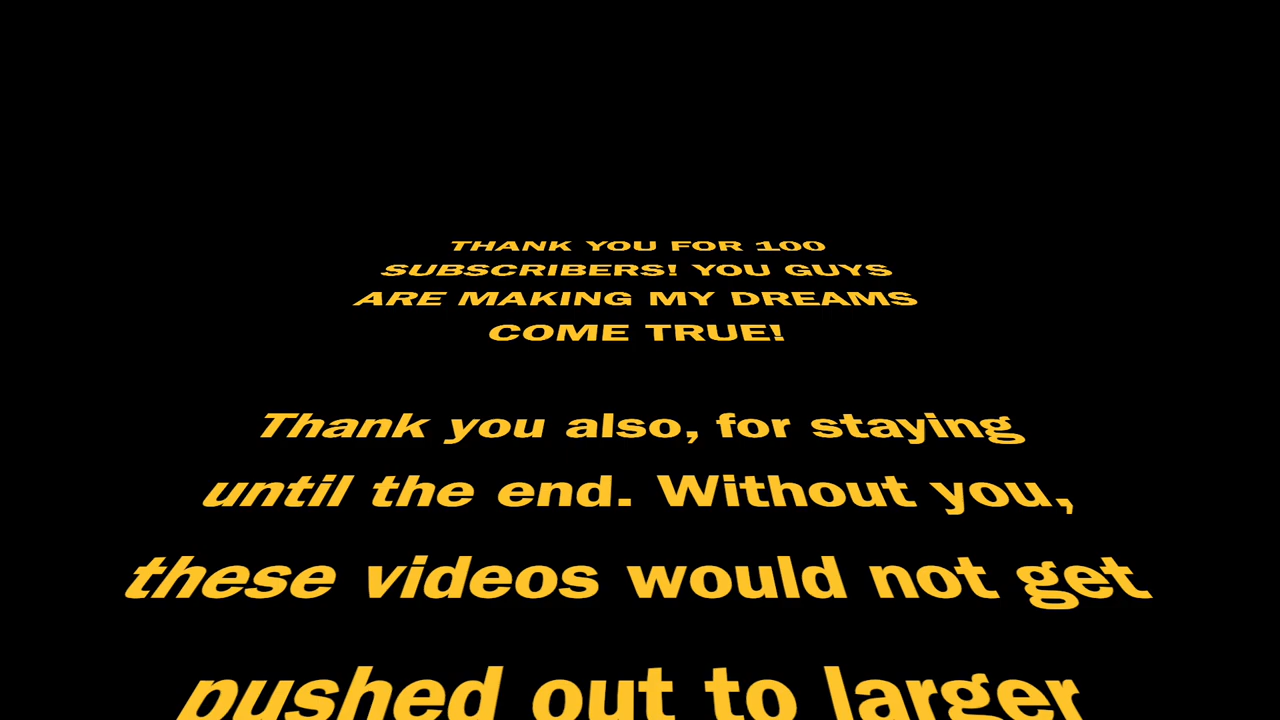 THANK YOU FOR 100
SUBSCRIBERS! YOU GUYS
ARE MAKING MY DREAMS
COME TRUE!
Thank you also, for staying
until the end. Without you,
these videos would not get
pushed out to larger